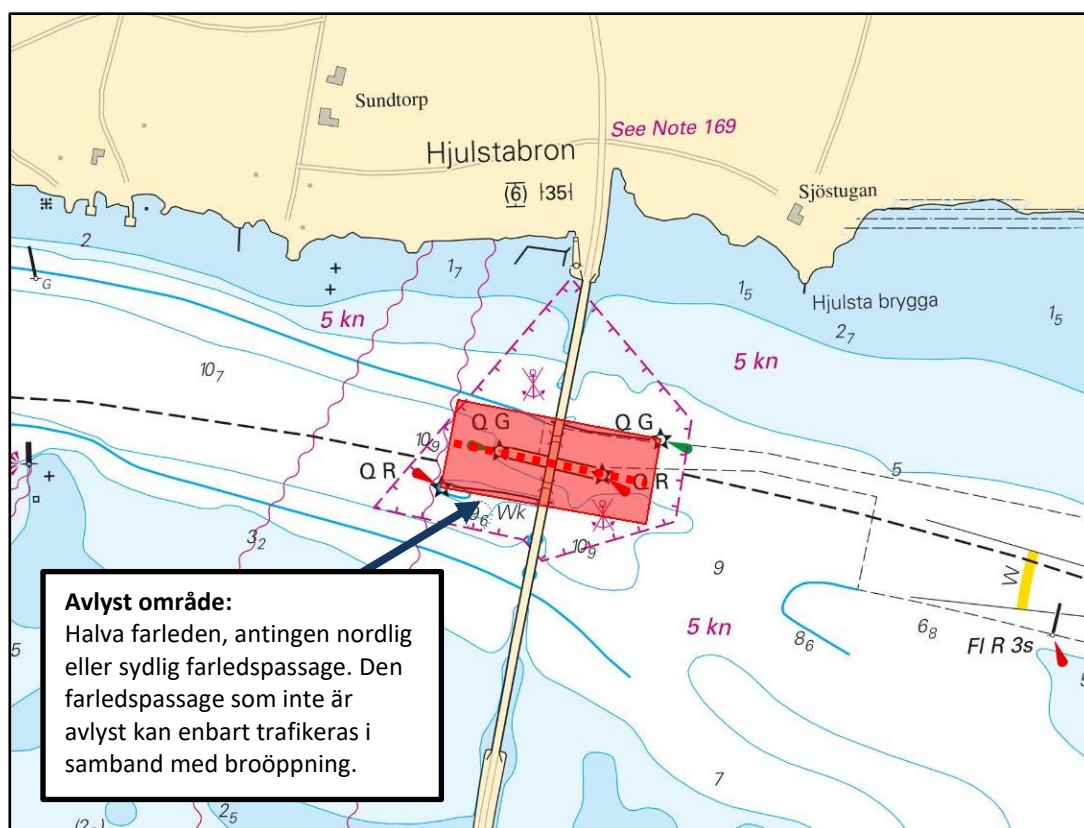 Sundtorp
See Note 169
Hjulstabron
(6) 35
Sjöstugan
2
G
1₇
1₅
Hjulsta brygga
5 kn
2₇
1₅
5 kn
10₇
Q G
Q G
10₉
5
Q R
Q R
9₆ Wk
3₂
10₉
9
W
5 kn
8₆
6₈
Fl R 3s
5
5
Avlyst område:
Halva farleden, antingen nordlig
eller sydlig farledspassage. Den
farledspassage som inte är
avlyst kan enbart trafikeras i
samband med broöppning.
7
2₅